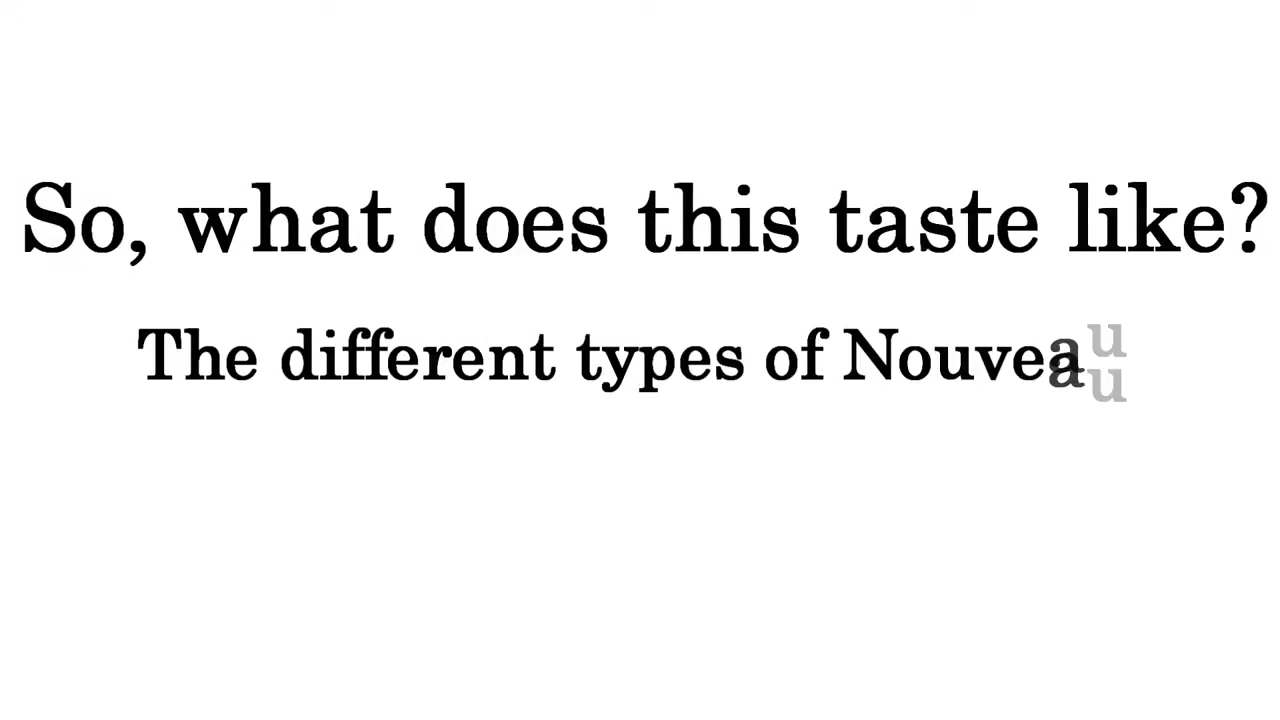 So, what does this taste like?
The different types of Nouveau